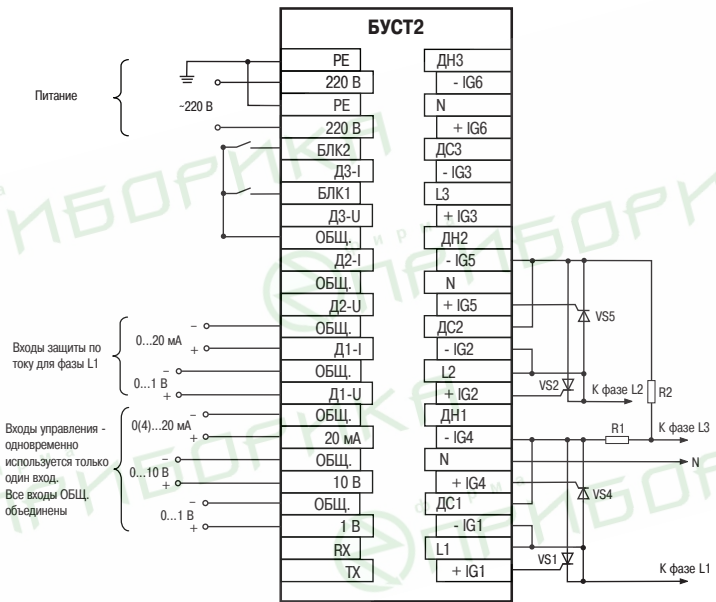 БУСТ2
Питание
~220 В
Входы защиты по
току для фазы L1
−
0...20 мА
+
−
0...1 В
+
Входы управления -
одновременно
используется только
один вход.
Все входы ОБЩ.
объединены
−
0(4)...20 мА
+
−
0...10 В
+
−
0...1 В
+
PE
220 В
PE
220 В
БЛК2
Д3-I
БЛК1
Д3-U
ОБЩ.
Д2-I
ОБЩ.
Д2-U
ОБЩ.
Д1-I
ОБЩ.
Д1-U
ОБЩ.
20 мА
ОБЩ.
10 В
ОБЩ.
1 В
RX
TX
ДН3
- IG6
N
+ IG6
ДС3
- IG3
L3
+ IG3
ДН2
- IG5
N
+ IG5
ДС2
- IG2
L2
+ IG2
ДН1
- IG4
N
+ IG4
ДС1
- IG1
L1
+ IG1
VS5
VS2
К фазе L2
R2
R1
К фазе L3
N
VS4
VS1
К фазе L1
фирма
ПРИБОРИКА